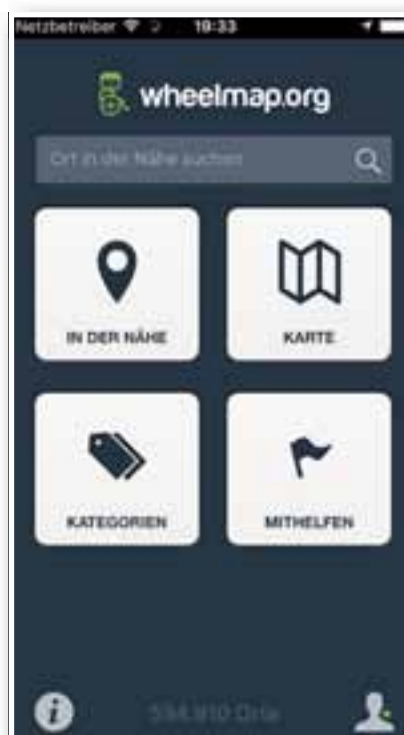 Netzbetreiber 19:33
wheelmap.org
Ort in der Nähe suchen
IN DER NÄHE KARTE
KATEGORIEN MITHELFEN
Orte